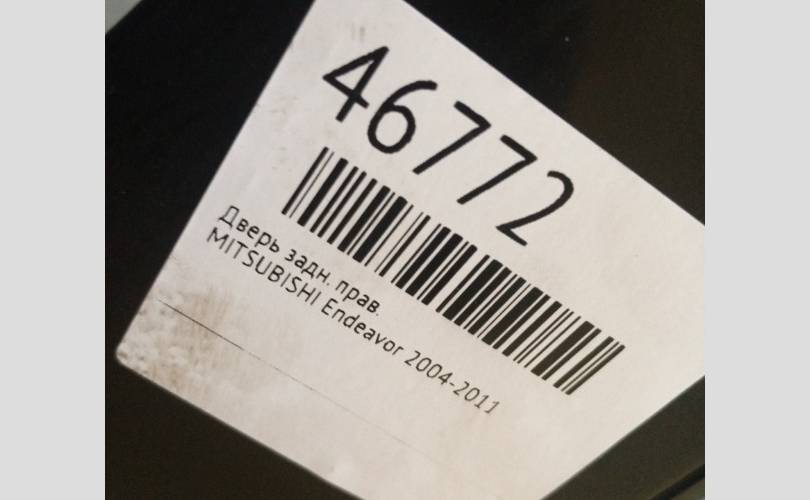 46772
Дверь задн. прав.
MITSUBISHI Endeavor 2004-2011